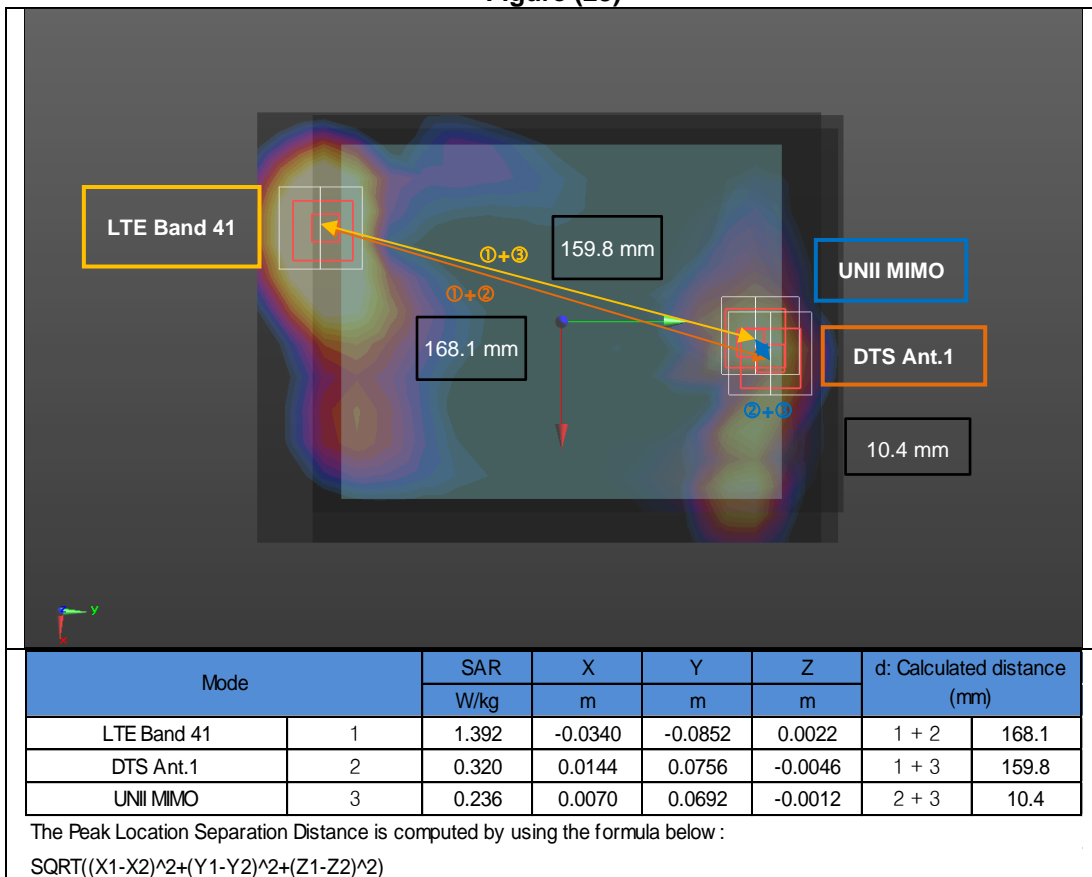 LTE Band 41
①+③
159.8 mm
UNII MIMO
①+②
168.1 mm
DTS Ant.1
②+③
10.4 mm
z
y
x
Mode SAR X Y Z d: Calculated distance (mm)
W/kg m m m
LTE Band 41 1 1.392 -0.0340 -0.0852 0.0022 1 + 2 168.1
DTS Ant.1 2 0.320 0.0144 0.0756 -0.0046 1 + 3 159.8
UNII MIMO 3 0.236 0.0070 0.0692 -0.0012 2 + 3 10.4
The Peak Location Separation Distance is computed by using the formula below :
SQRT((X1-X2)^2+(Y1-Y2)^2+(Z1-Z2)^2)